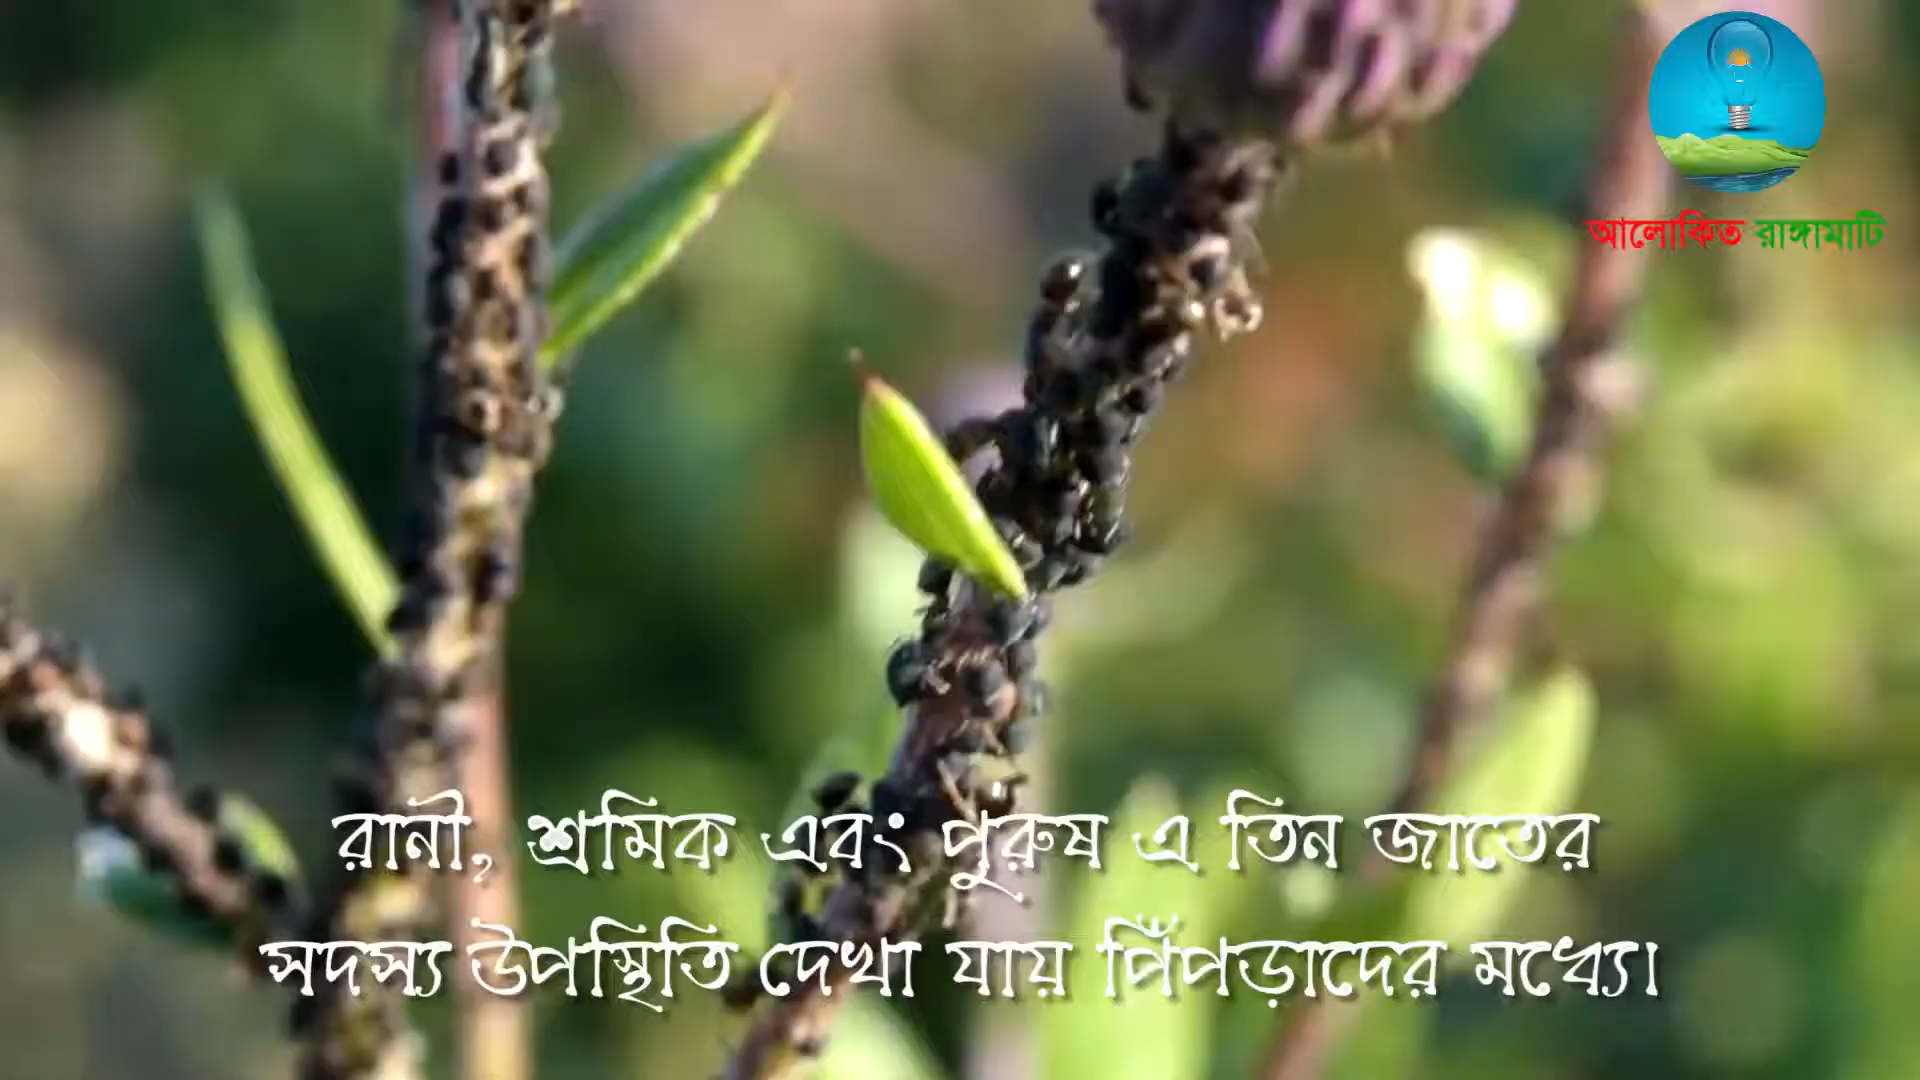 আলোকিত রাঙ্গামাটি
রানী, শ্রমিক এবং পুরুষ এ তিন জাতের
সদস্য উপস্থিতি দেখা যায় পিঁপড়াদের মধ্যে।